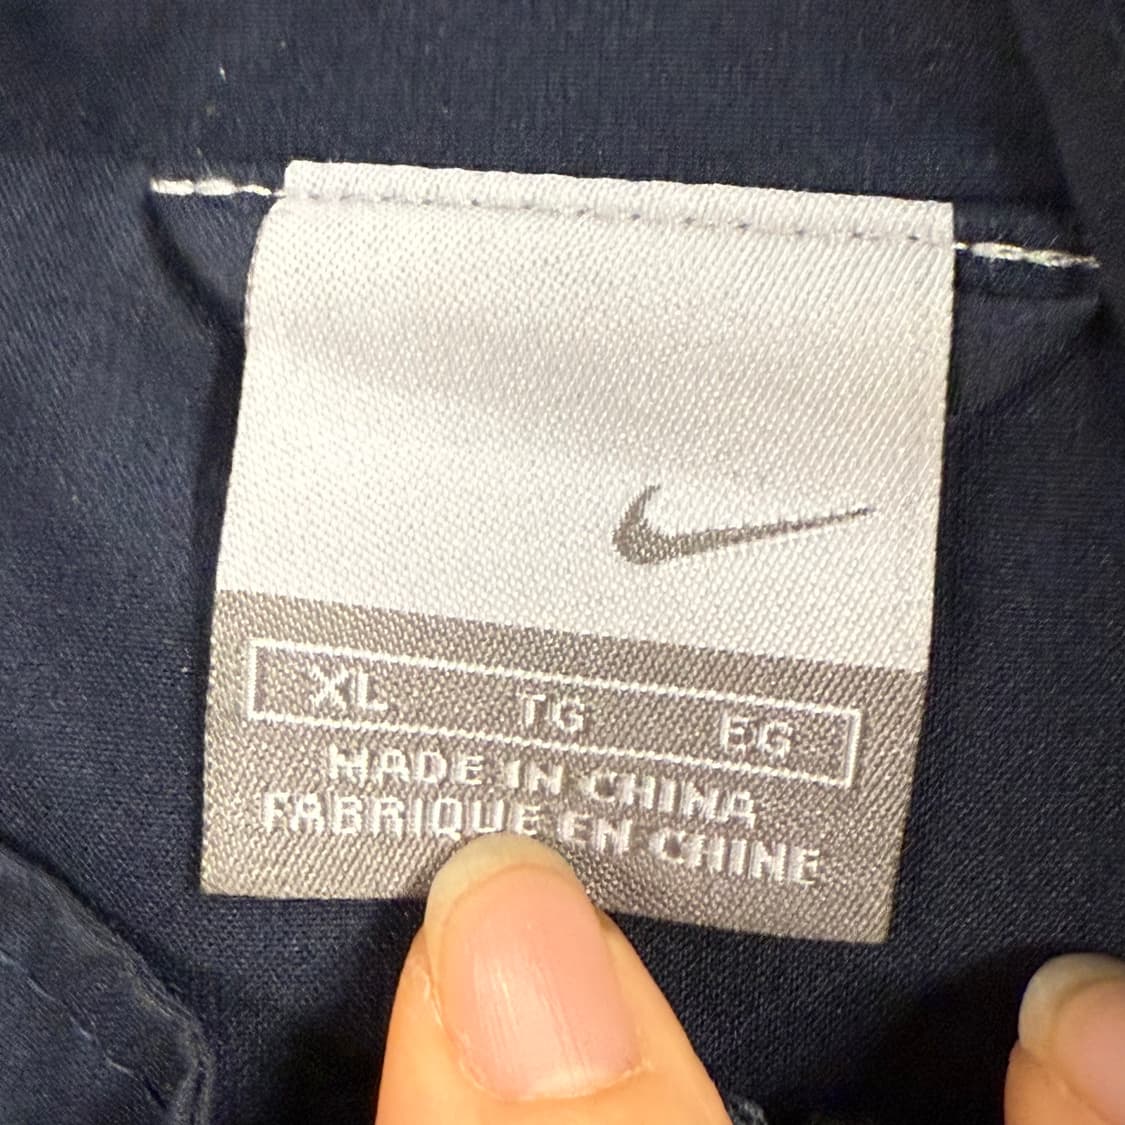 XL TG EG
MADE IN CHINA
FABRIQUE EN CHINE